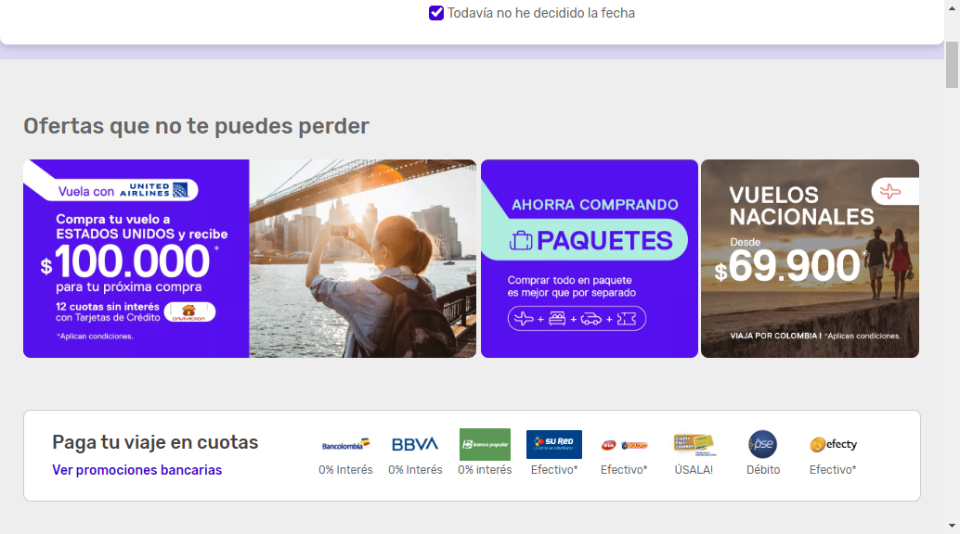 Todavía no he decidido la fecha
Ofertas que no te puedes perder
Vuela con UNITED AIRLINES
Compra tu vuelo a
ESTADOS UNIDOS y recibe
$100.000*
para tu próxima compra
12 cuotas sin interés
con Tarjetas de Crédito DAVIVIENDA
*Aplican condiciones.
AHORRA COMPRANDO
PAQUETES
Comprar todo en paquete
es mejor que por separado
+ + +
VUELOS
NACIONALES
Desde
$69.900*
VIAJA POR COLOMBIA I *Aplican condiciones.
Paga tu viaje en cuotas
Ver promociones bancarias
Bancolombia
0% Interés
BBVA
0% Interés
banco popular
0% interés
SU RED
Efectivo*
Efectivo*
ÚSALA!
pse
Débito
efecty
Efectivo*